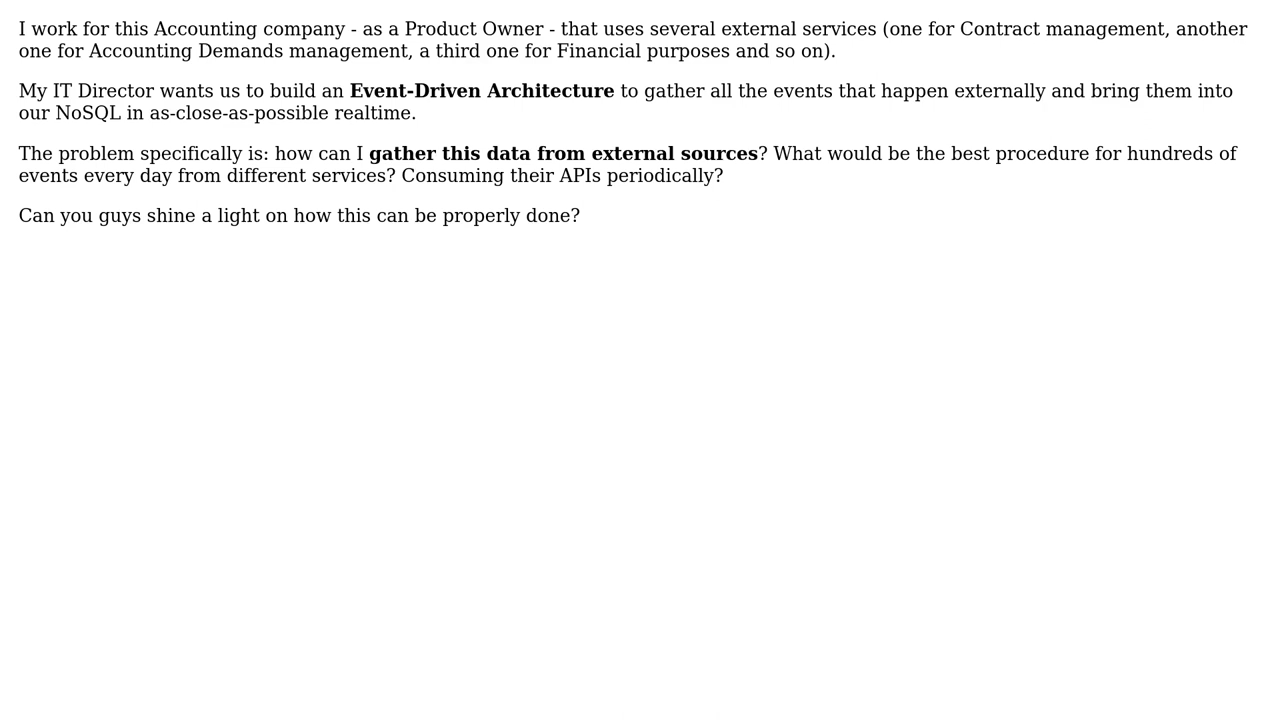 I work for this Accounting company - as a Product Owner - that uses several external services (one for Contract management, another
one for Accounting Demands management, a third one for Financial purposes and so on).
My IT Director wants us to build an Event-Driven Architecture to gather all the events that happen externally and bring them into
our NoSQL in as-close-as-possible realtime.
The problem specifically is: how can I gather this data from external sources? What would be the best procedure for hundreds of
events every day from different services? Consuming their APIs periodically?
Can you guys shine a light on how this can be properly done?